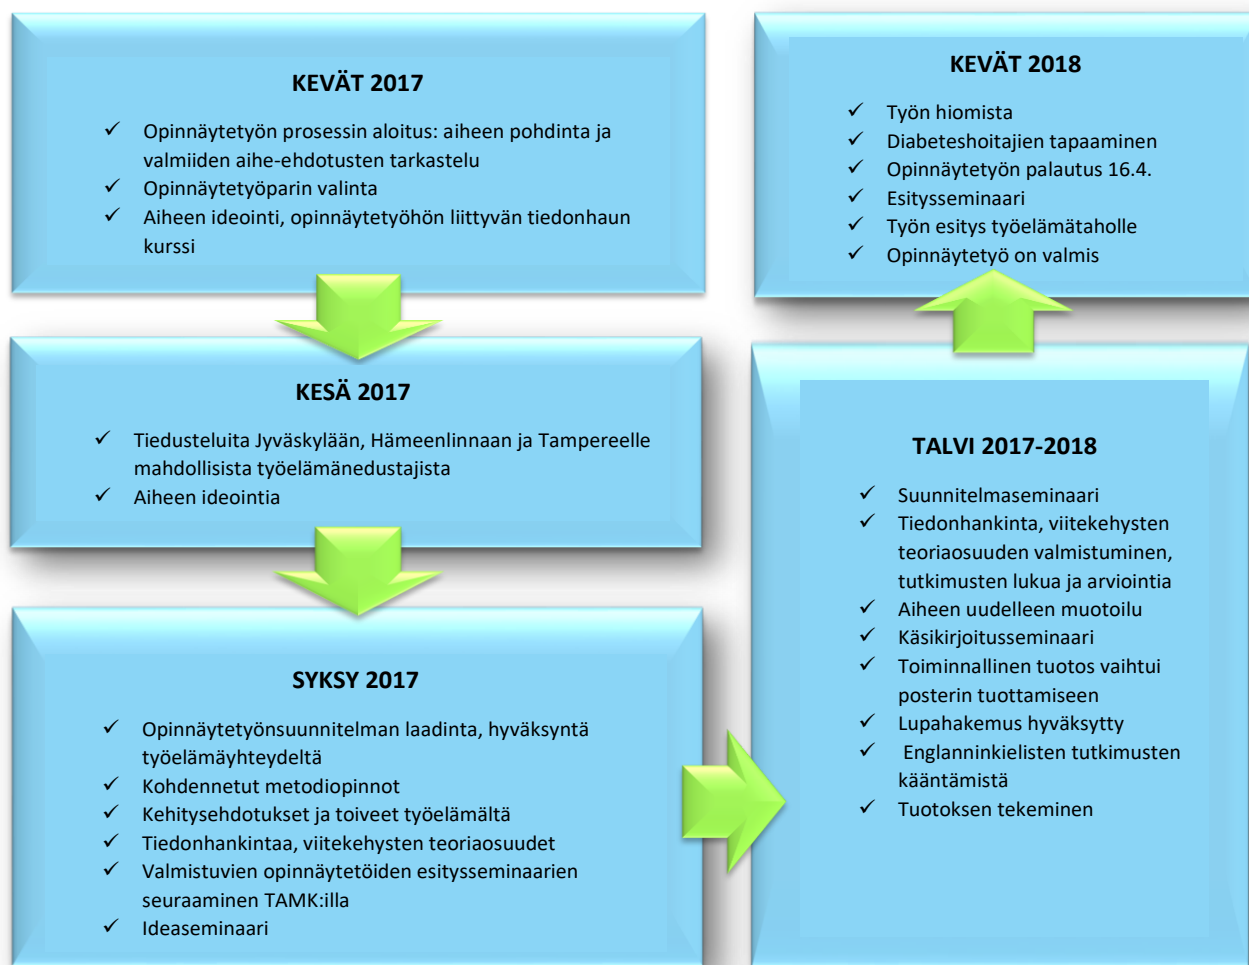 KEVÄT 2017
✓ Opinnäytetyön prosessin aloitus: aiheen pohdinta ja
valmiiden aihe-ehdotusten tarkastelu
✓ Opinnäytetyöparin valinta
✓ Aiheen ideointi, opinnäytetyöhön liittyvän tiedonhaun
kurssi
KESÄ 2017
✓ Tiedusteluita Jyväskylään, Hämeenlinnaan ja Tampereelle
mahdollisista työelämänedustajista
✓ Aiheen ideointia
SYKSY 2017
✓ Opinnäytetyönsuunnitelman laadinta, hyväksyntä
työelämäyhteydeltä
✓ Kohdennetut metodiopinnot
✓ Kehitysehdotukset ja toiveet työelämältä
✓ Tiedonhankintaa, viitekehysten teoriaosuudet
✓ Valmistuvien opinnäytetöiden esitysseminaarien
seuraaminen TAMK:illa
✓ Ideaseminaari
TALVI 2017-2018
✓ Suunnitelmaseminaari
✓ Tiedonhankinta, viitekehysten
teoriaosuuden valmistuminen,
tutkimusten lukua ja arviointia
✓ Aiheen uudelleen muotoilu
✓ Käsikirjoitusseminaari
✓ Toiminnallinen tuotos vaihtui
posterin tuottamiseen
✓ Lupahakemus hyväksytty
✓ Englanninkielisten tutkimusten
kääntämistä
✓ Tuotoksen tekeminen
KEVÄT 2018
✓ Työn hiomista
✓ Diabeteshoitajien tapaaminen
✓ Opinnäytetyön palautus 16.4.
✓ Esitysseminaari
✓ Työn esitys työelämätaholle
✓ Opinnäytetyö on valmis